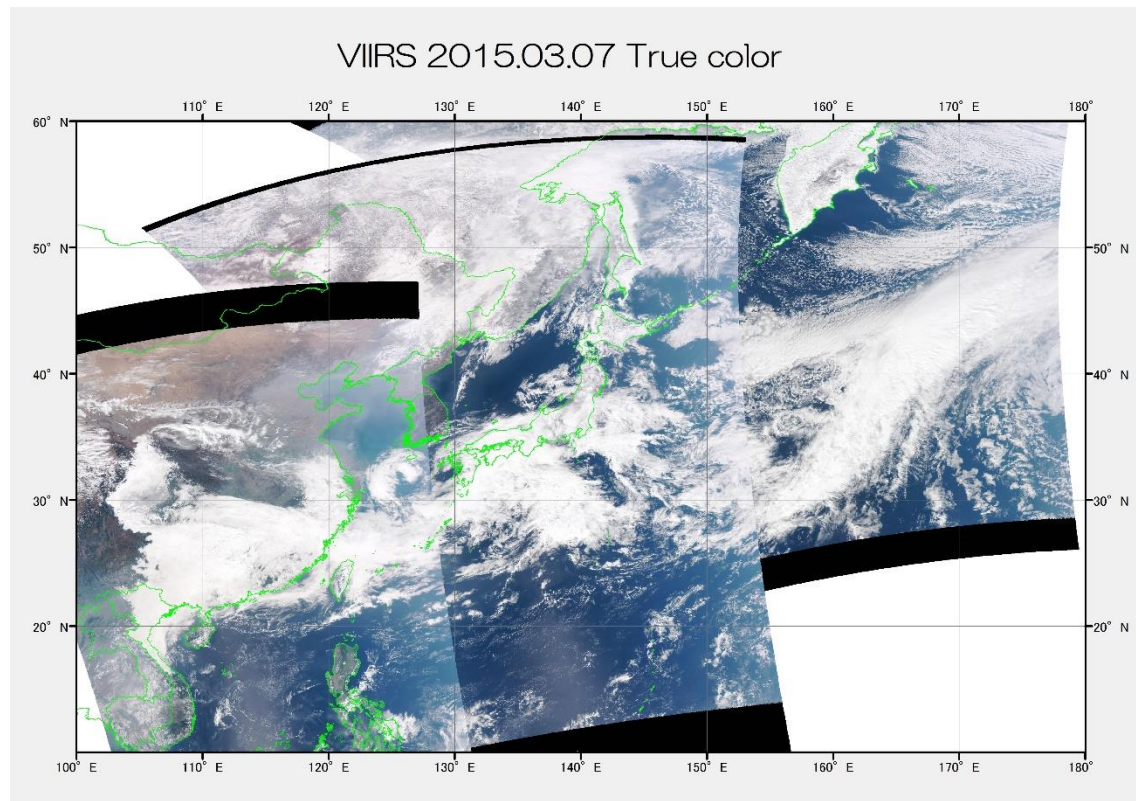 VIIRS 2015.03.07 True color
110° E 120° E 130° E 140° E 150° E 160° E 170° E 180°
60° N
50° N 50° N
40° N 40° N
30° N 30° N
20° N 20° N
100° E 110° E 120° E 130° E 140° E 150° E 160° E 170° E 180° E